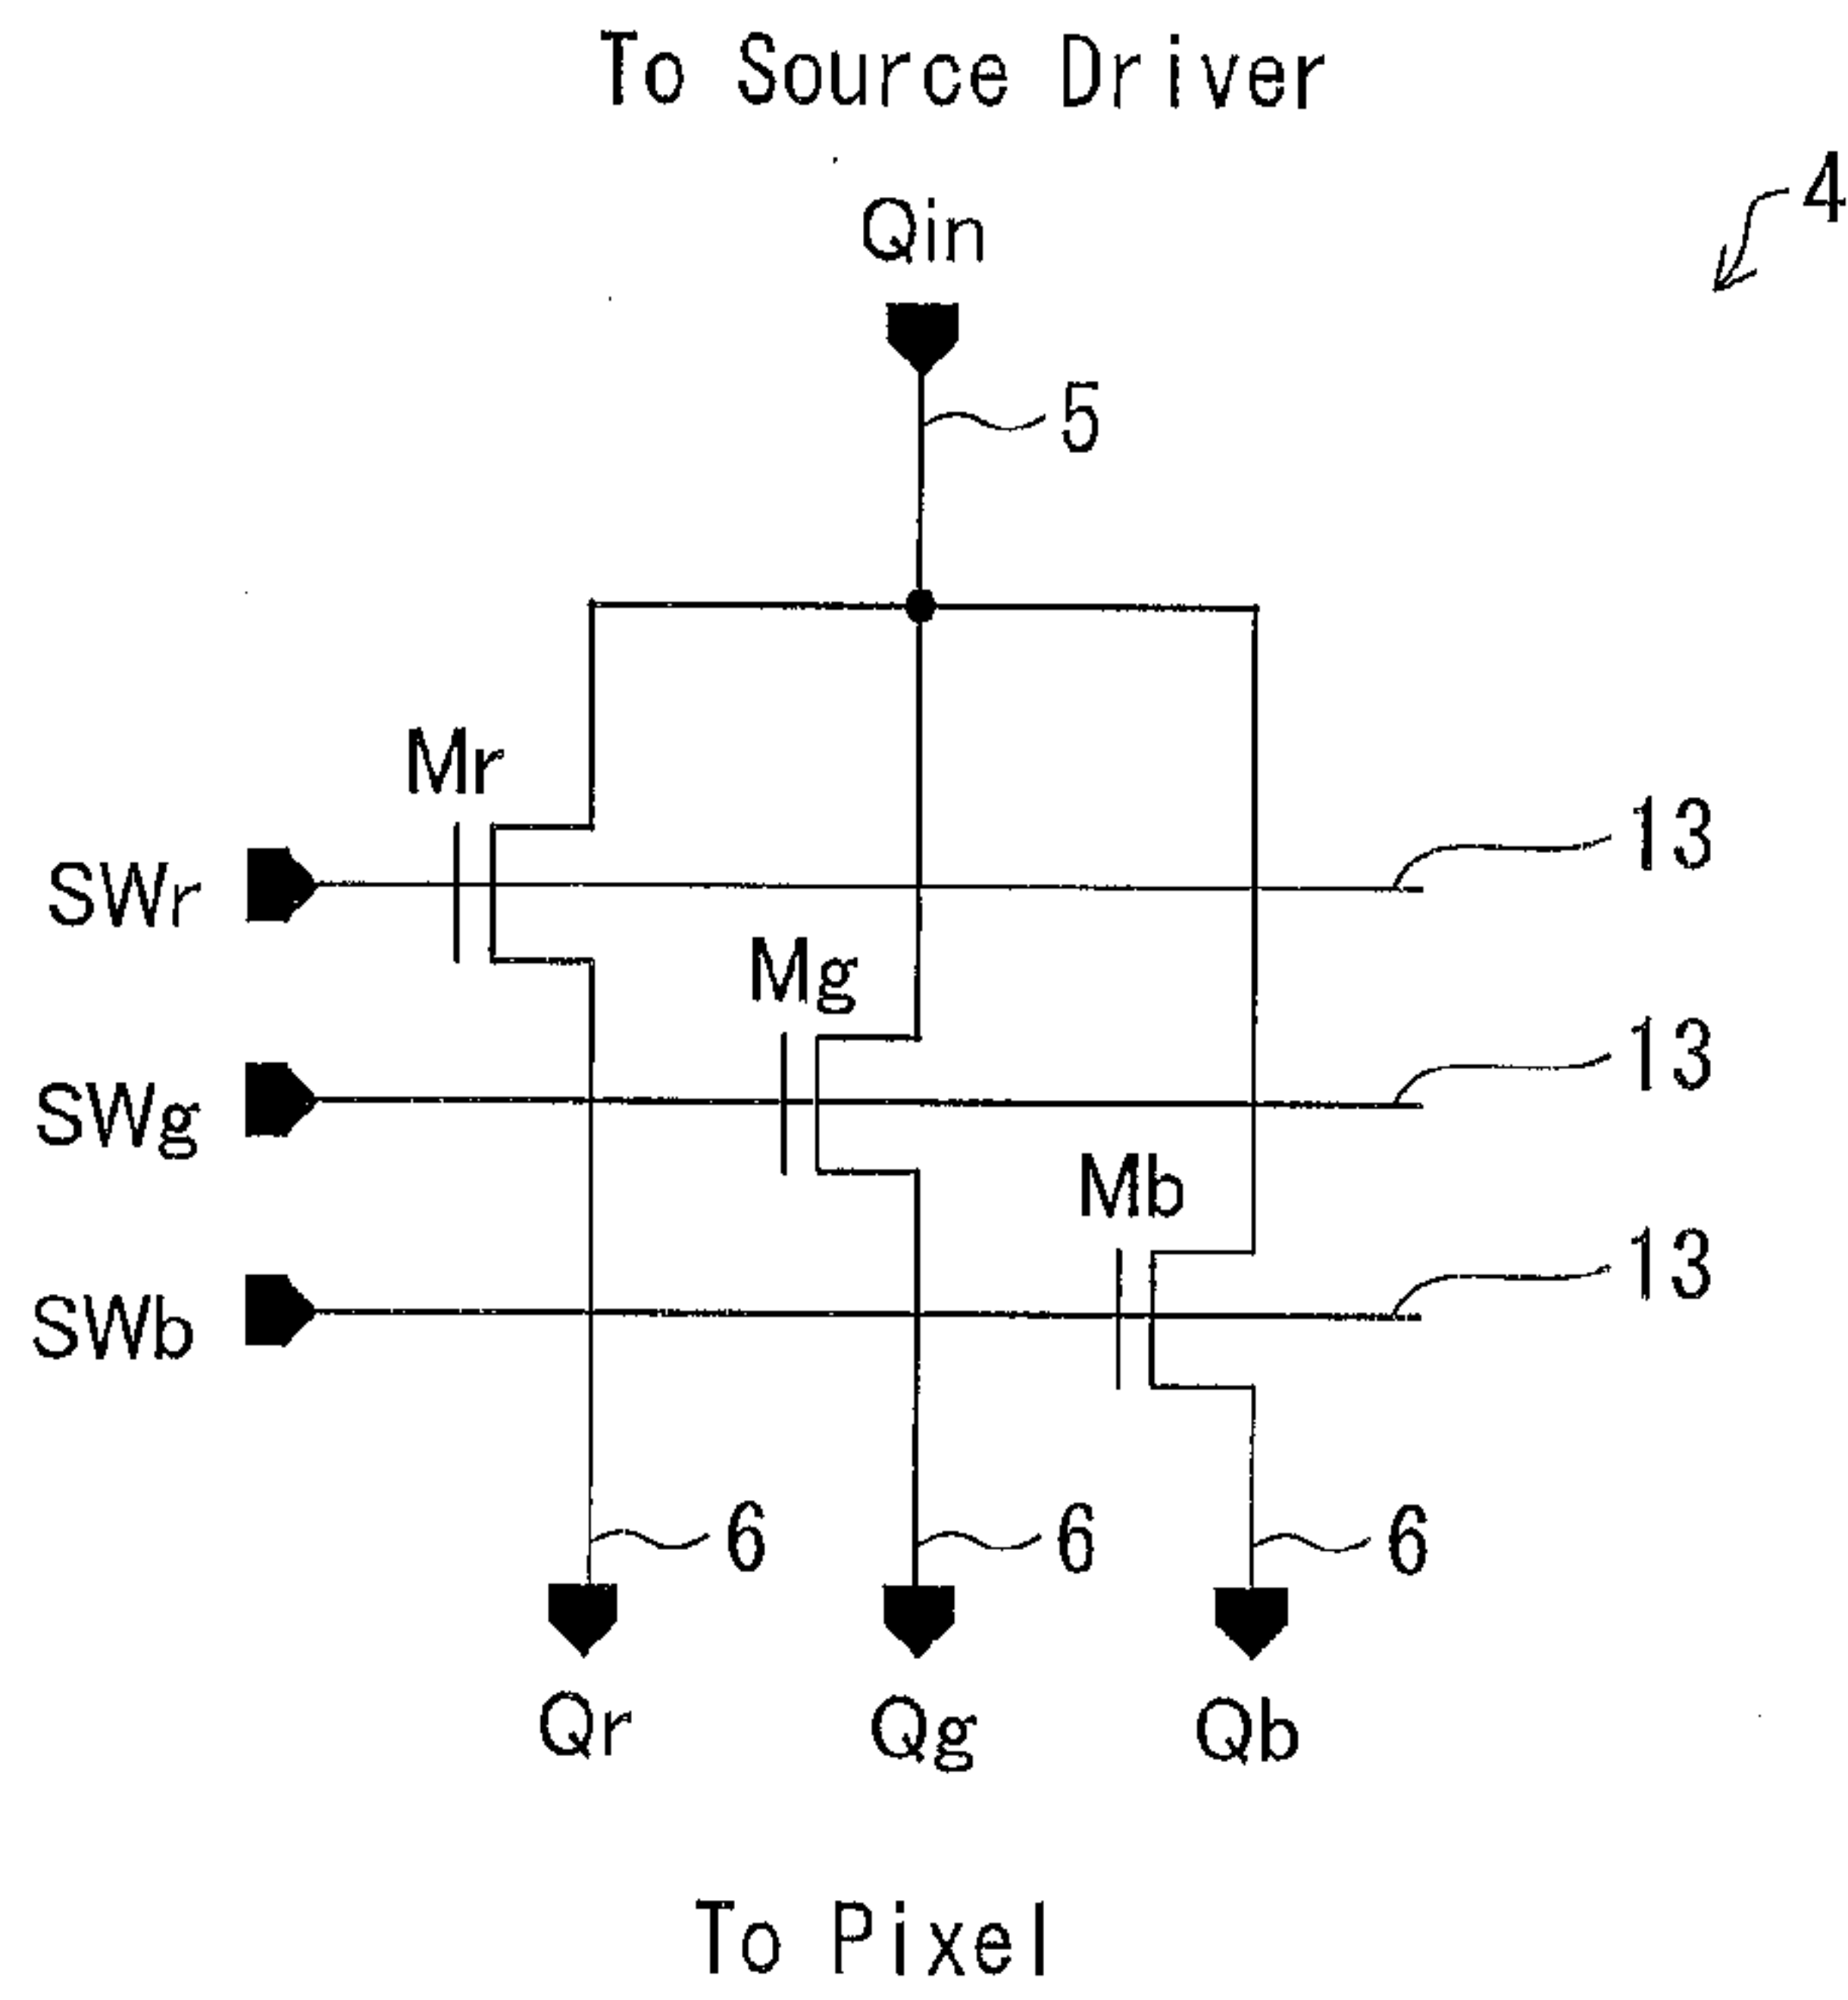 To Source Driver
4
Qin
5
Mr
13
SWr
Mg
13
SWg
Mb
13
SWb
6
6
6
Qr
Qg
Qb
To Pixel